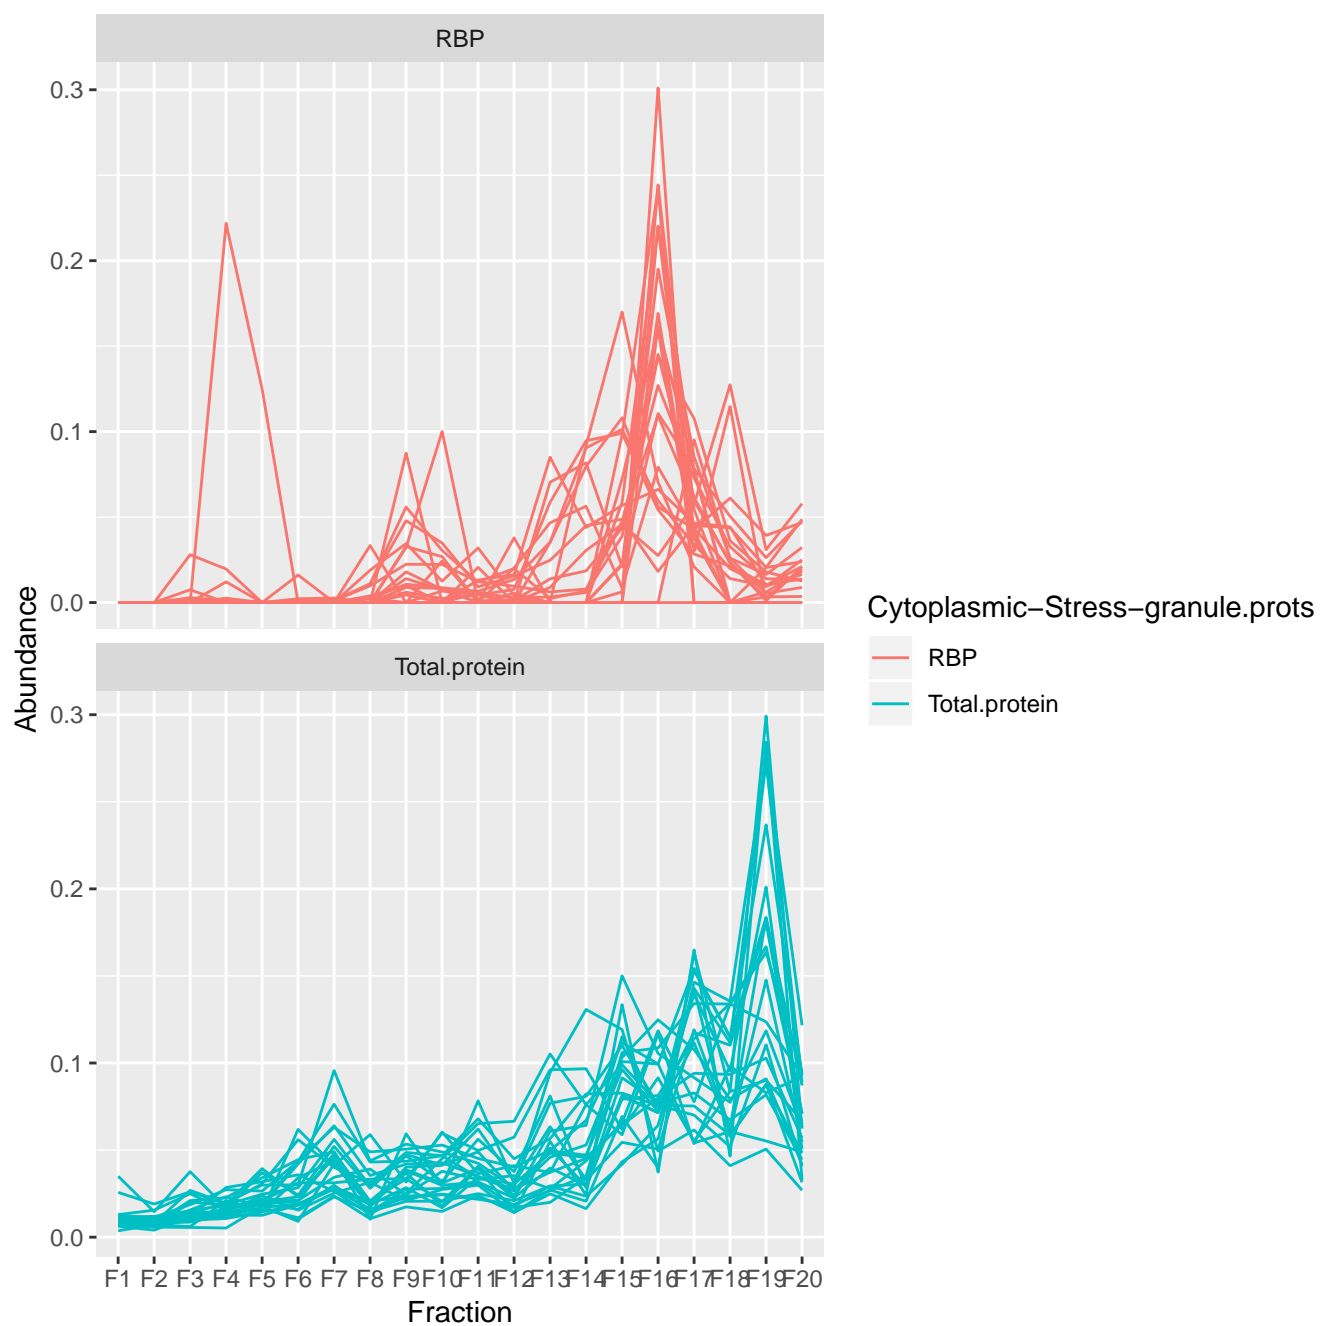 RBP
0.3
0.2
0.1
0.0
Total.protein
0.3
0.2
0.1
0.0
F1 F2 F3 F4 F5 F6 F7 F8 F9 F10 F11 F12 F13 F14 F15 F16 F17 F18 F19 F20
Fraction
Abundance
Cytoplasmic−Stress−granule.prots
RBP
Total.protein